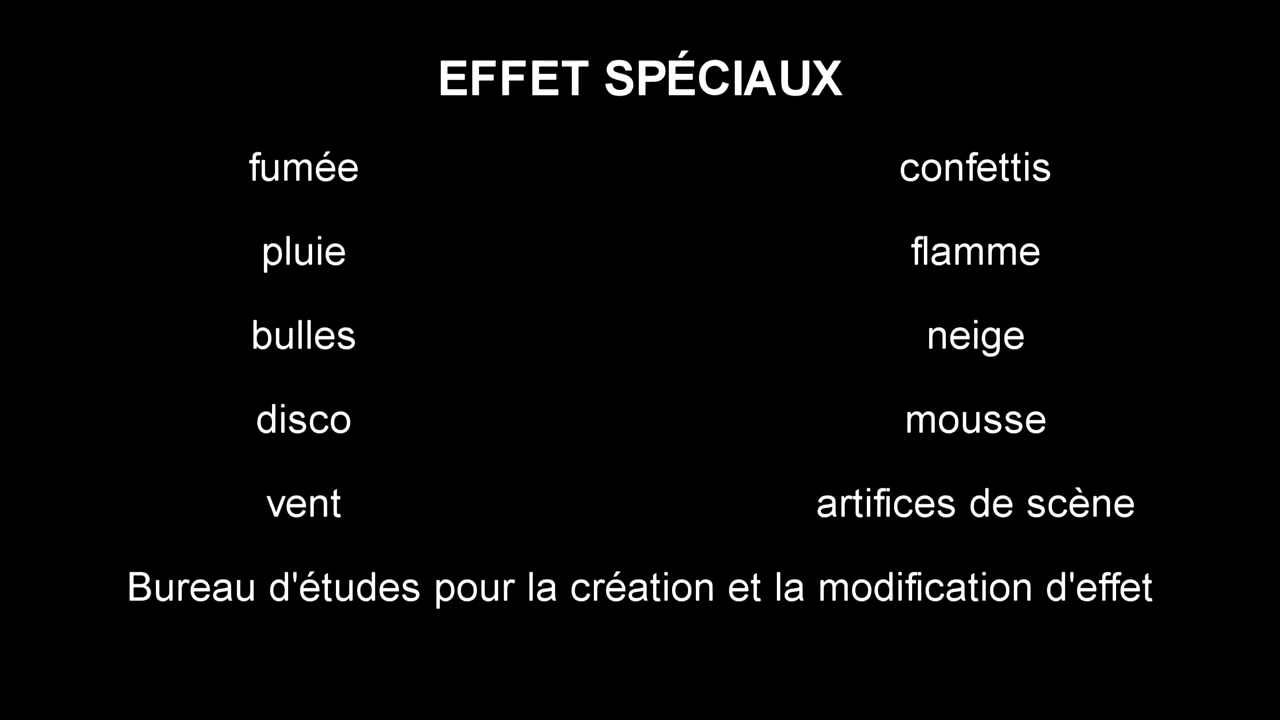 EFFET SPÉCIAUX
fumée confettis
pluie flamme
bulles neige
disco mousse
vent artifices de scène
Bureau d'études pour la création et la modification d'effet